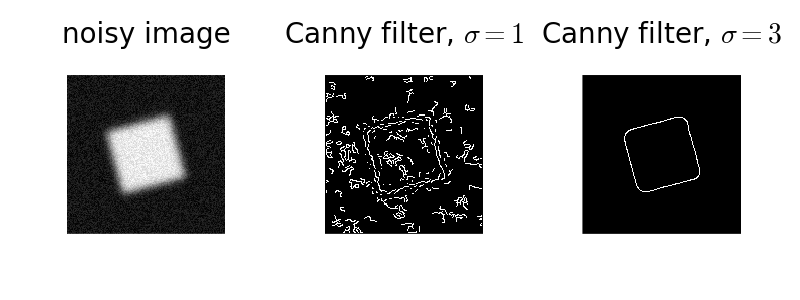 noisy image
Canny filter, σ = 1
Canny filter, σ = 3